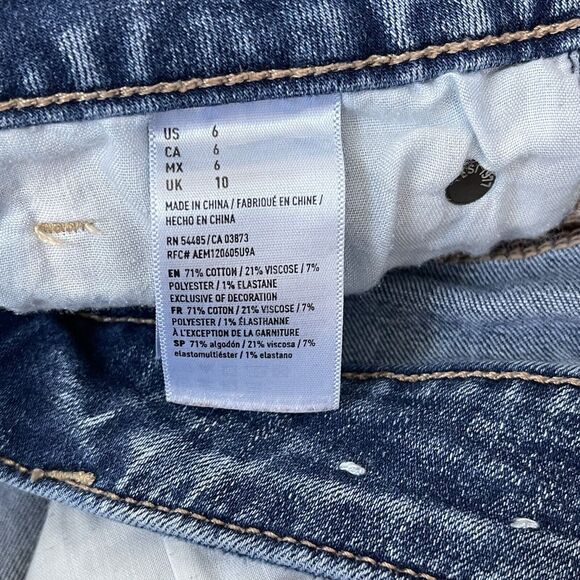 US 6
CA 6
MX 6
UK 10
MADE IN CHINA / FABRIQUÉ EN CHINE /
HECHO EN CHINA
RN 54485/CA 03873
RFC# AEM120605U9A
EN 71% COTTON / 21% VISCOSE / 7%
POLYESTER / 1% ELASTANE
EXCLUSIVE OF DECORATION
FR 71% COTON / 21% VISCOSE / 7%
POLYESTER / 1% ÉLASTHANNE
À L'EXCEPTION DE LA GARNITURE
SP 71% algodón / 21% viscosa / 7%
elastomultiéster / 1% elastano